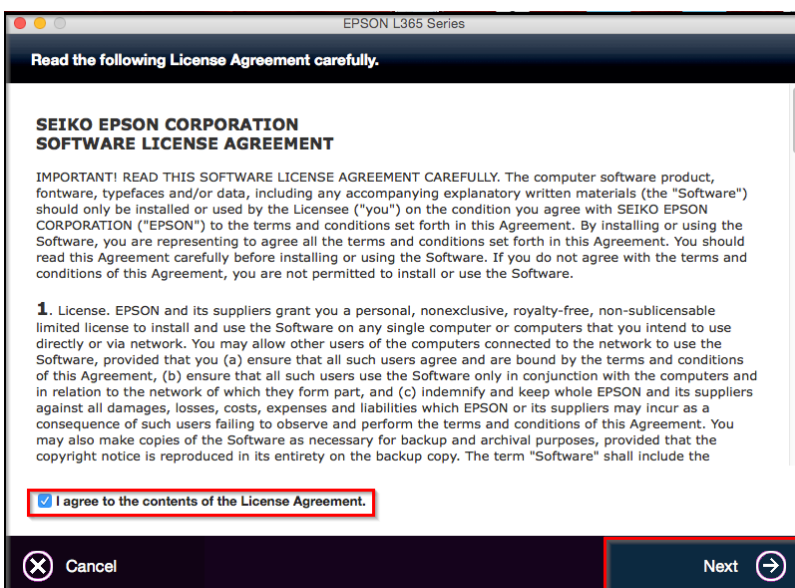 EPSON L365 Series
Read the following License Agreement carefully.
SEIKO EPSON CORPORATION
SOFTWARE LICENSE AGREEMENT
IMPORTANT! READ THIS SOFTWARE LICENSE AGREEMENT CAREFULLY. The computer software product,
fontware, typefaces and/or data, including any accompanying explanatory written materials (the "Software")
should only be installed or used by the Licensee ("you") on the condition you agree with SEIKO EPSON
CORPORATION ("EPSON") to the terms and conditions set forth in this Agreement. By installing or using the
Software, you are representing to agree all the terms and conditions set forth in this Agreement. You should
read this Agreement carefully before installing or using the Software. If you do not agree with the terms and
conditions of this Agreement, you are not permitted to install or use the Software.
1. License. EPSON and its suppliers grant you a personal, nonexclusive, royalty-free, non-sublicensable
limited license to install and use the Software on any single computer or computers that you intend to use
directly or via network. You may allow other users of the computers connected to the network to use the
Software, provided that you (a) ensure that all such users agree and are bound by the terms and conditions
of this Agreement, (b) ensure that all such users use the Software only in conjunction with the computers and
in relation to the network of which they form part, and (c) indemnify and keep whole EPSON and its suppliers
against all damages, losses, costs, expenses and liabilities which EPSON or its suppliers may incur as a
consequence of such users failing to observe and perform the terms and conditions of this Agreement. You
may also make copies of the Software as necessary for backup and archival purposes, provided that the
copyright notice is reproduced in its entirety on the backup copy. The term "Software" shall include the
I agree to the contents of the License Agreement.
Cancel
Next